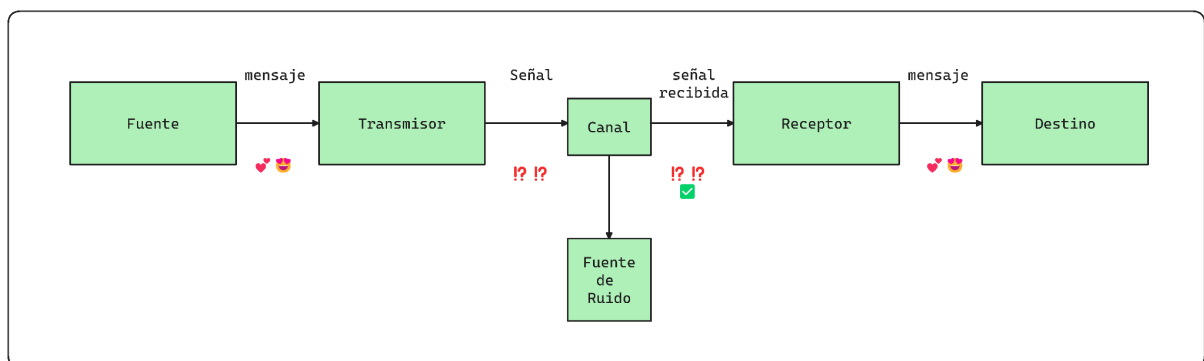 mensaje
Señal
señal
recibida
mensaje
Fuente
Transmisor
Canal
Receptor
Destino
💕 😍
⁉ ⁉
⁉ ⁉
✅
💕 😍
Fuente
de
Ruido